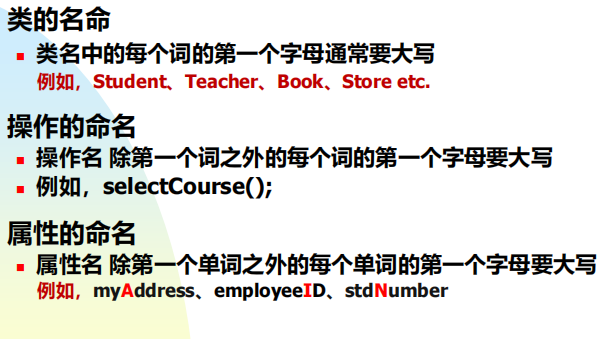 类的名命
类名中的每个词的第一个字母通常要大写
例如，Student、Teacher、Book、Store etc.
操作的命名
操作名 除第一个词之外的每个词的第一个字母要大写
例如，selectCourse();
属性的命名
属性名 除第一个单词之外的每个单词的第一个字母要大写
例如，myAddress、employeeID、stdNumber